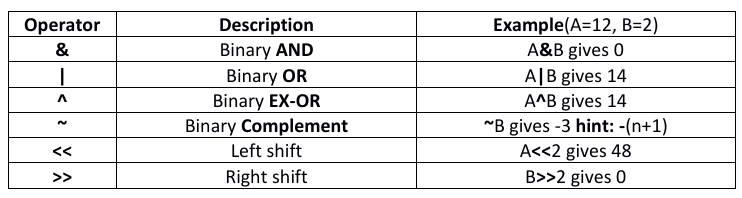 Operator Description Example(A=12, B=2)
& Binary AND A&B gives 0
| Binary OR A|B gives 14
^ Binary EX-OR A^B gives 14
~ Binary Complement ~B gives -3 hint: -(n+1)
<< Left shift A<<2 gives 48
>> Right shift B>>2 gives 0